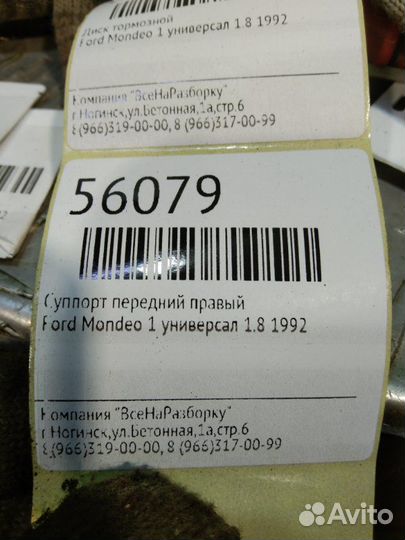 Диск тормозной
Ford Mondeo 1 универсал 1.8 1992
Компания "ВсеНаРазборку"
г.Ногинск,ул.Бетонная,1а,стр.6
8(966)319-00-00, 8 (966)317-00-99
56079
Суппорт передний правый
Ford Mondeo 1 универсал 1.8 1992
Компания "ВсеНаРазборку"
г.Ногинск,ул.Бетонная,1а,стр.6
8(966)319-00-00, 8 (966)317-00-99
Avito